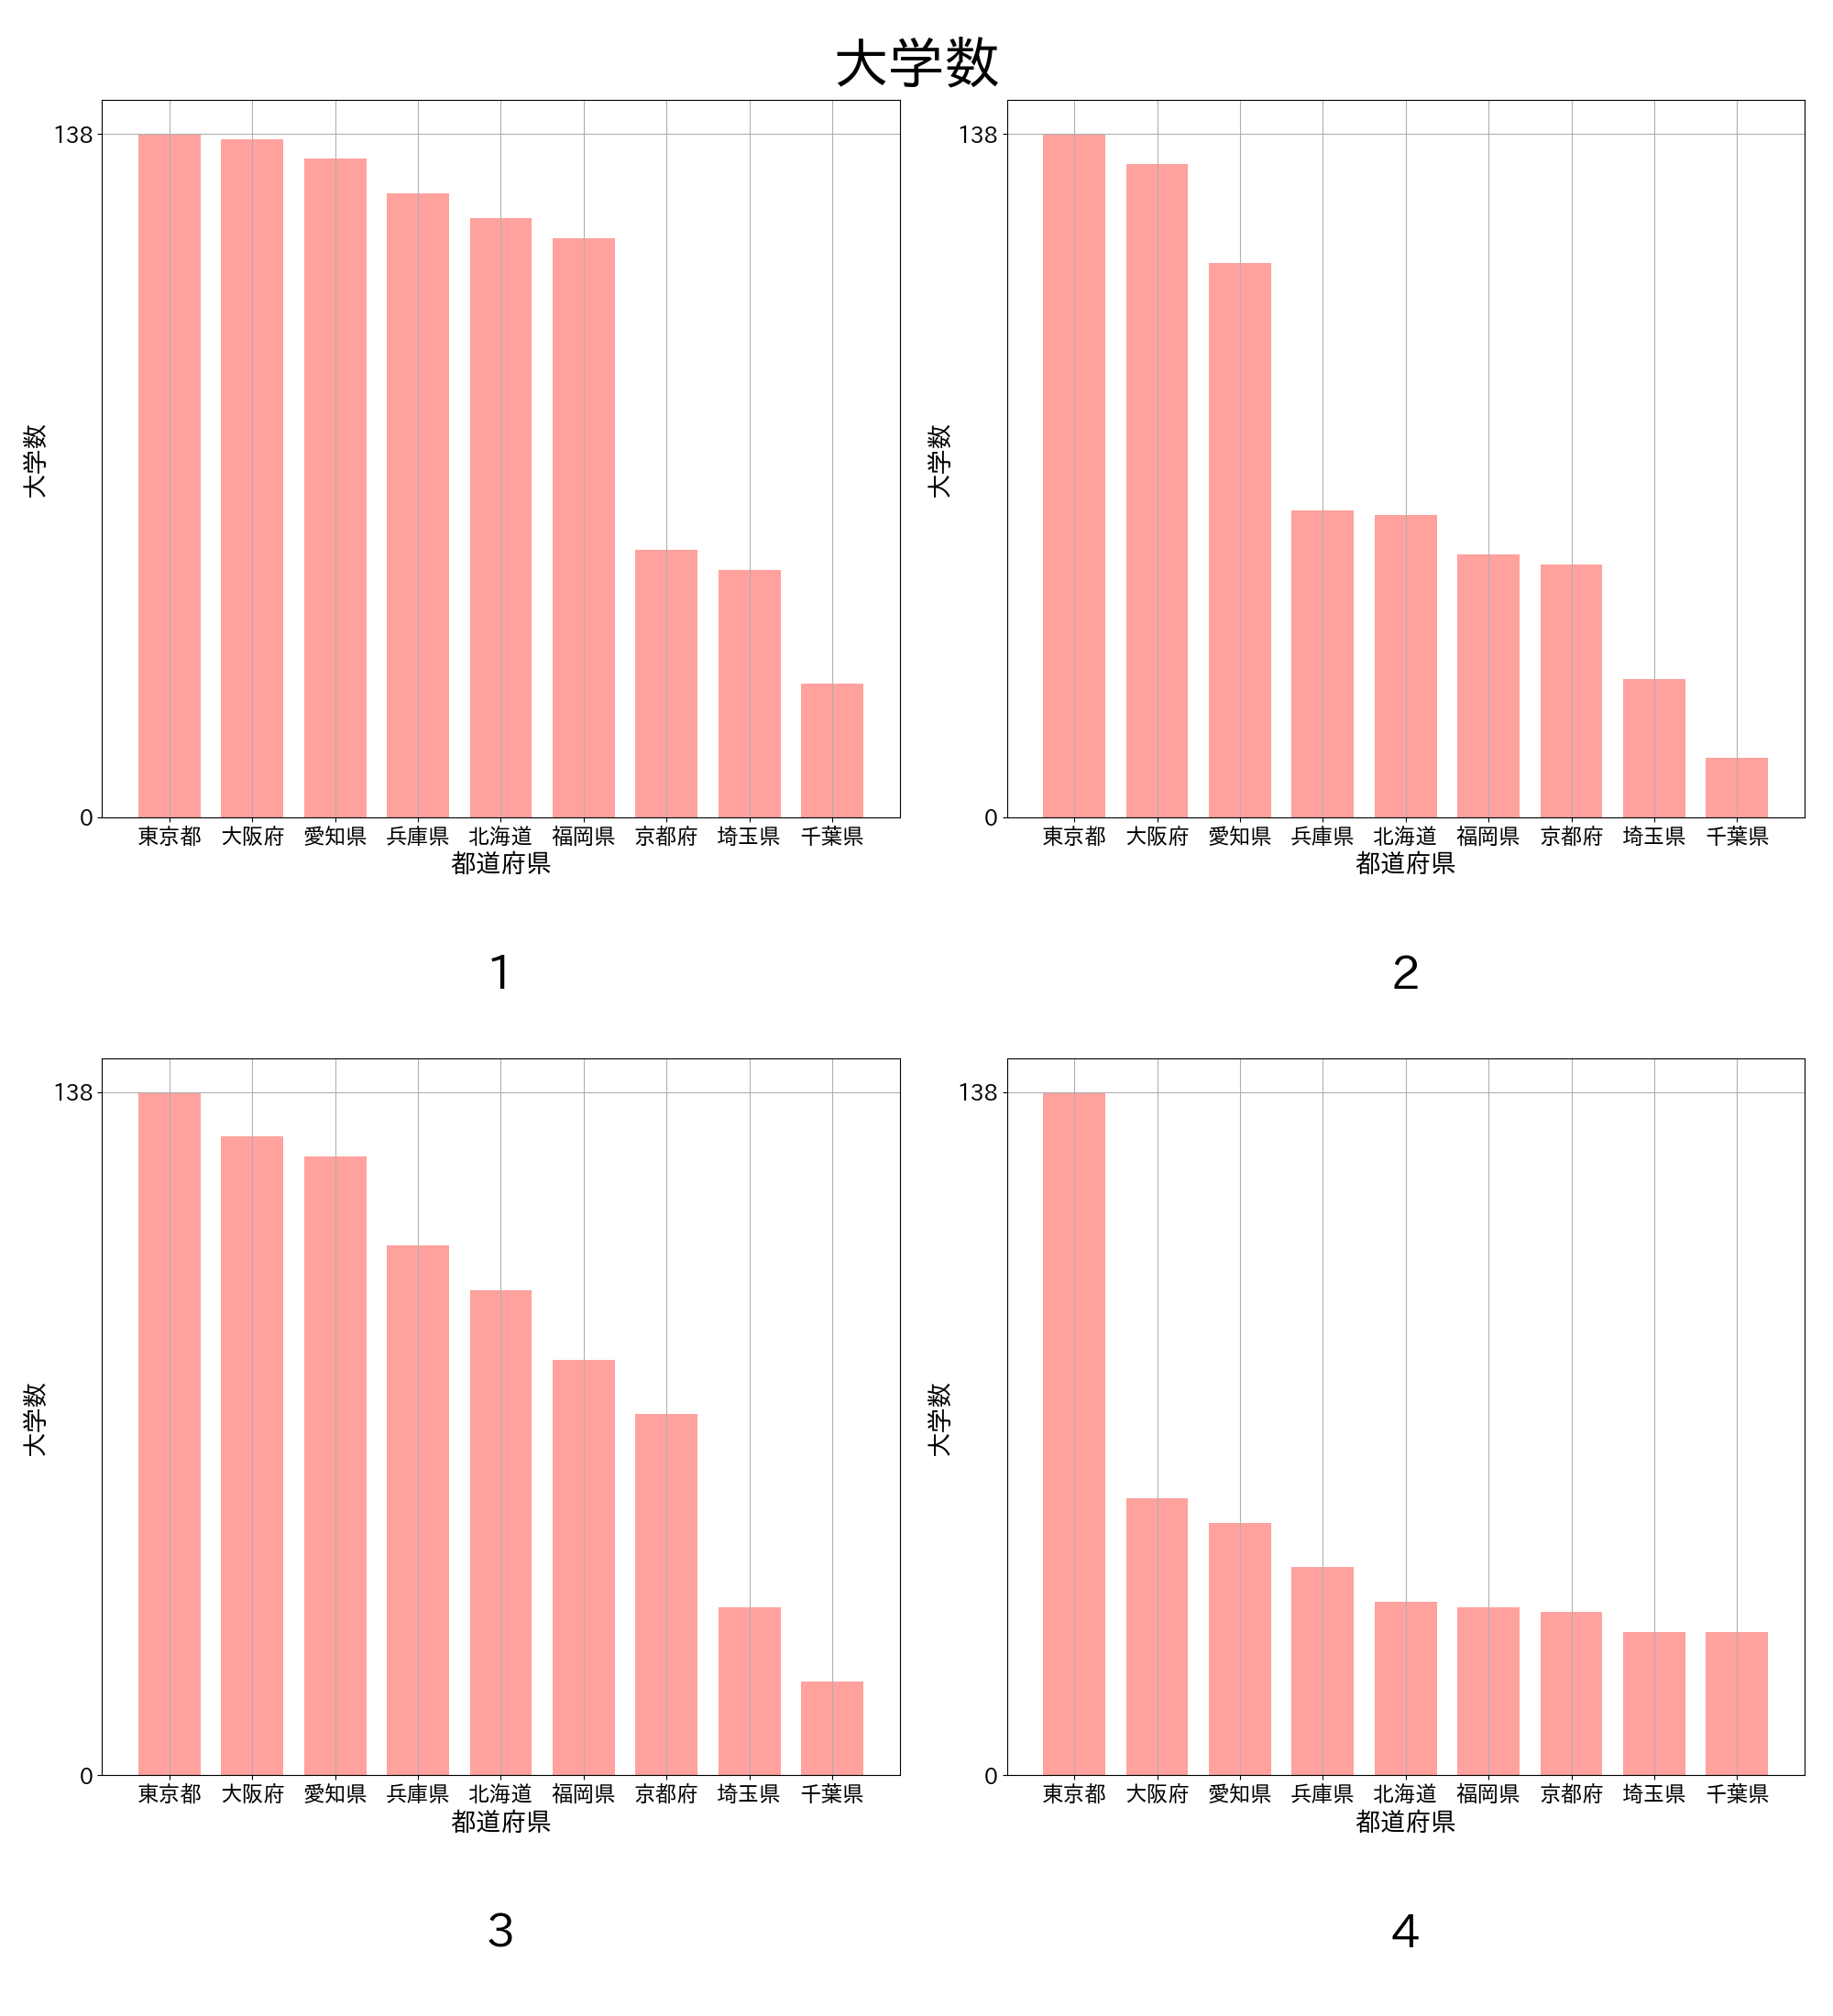 大学数
138
0
大学数
東京都 大阪府 愛知県 兵庫県 北海道 福岡県 京都府 埼玉県 千葉県
都道府県
1
138
0
大学数
東京都 大阪府 愛知県 兵庫県 北海道 福岡県 京都府 埼玉県 千葉県
都道府県
2
138
0
大学数
東京都 大阪府 愛知県 兵庫県 北海道 福岡県 京都府 埼玉県 千葉県
都道府県
3
138
0
大学数
東京都 大阪府 愛知県 兵庫県 北海道 福岡県 京都府 埼玉県 千葉県
都道府県
4